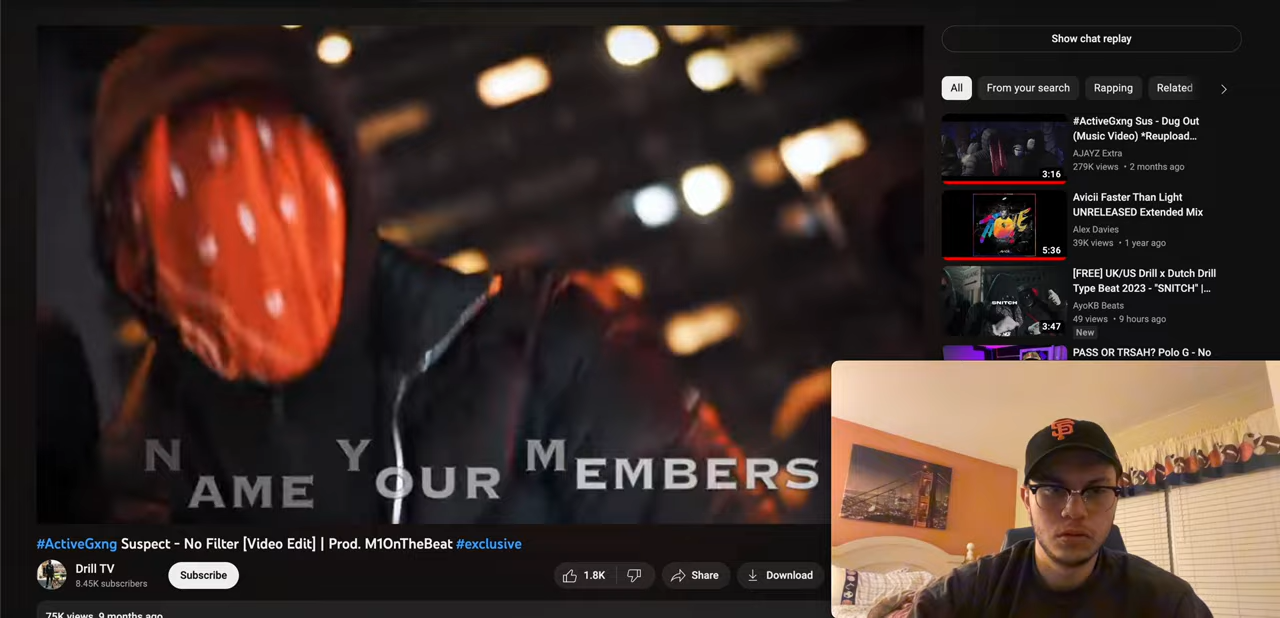 Show chat replay
All
From your search
Rapping
Related
#ActiveGxng Sus - Dug Out
(Music Video) *Reupload...
AJAYZ Extra
279K views • 2 months ago
3:16
Avicii Faster Than Light
UNRELEASED Extended Mix
Alex Davies
39K views • 1 year ago
5:36
[FREE] UK/US Drill x Dutch Drill
Type Beat 2023 - "SNITCH" |...
AyoKB Beats
49 views • 9 hours ago
New
SNITCH
3:47
PASS OR TRSAH? Polo G - No
NAME YOUR MEMBERS
#ActiveGxng Suspect - No Filter [Video Edit] | Prod. M1OnTheBeat #exclusive
Drill TV
8.45K subscribers
Subscribe
1.8K
Share
Download
75K views 9 months ago
SF